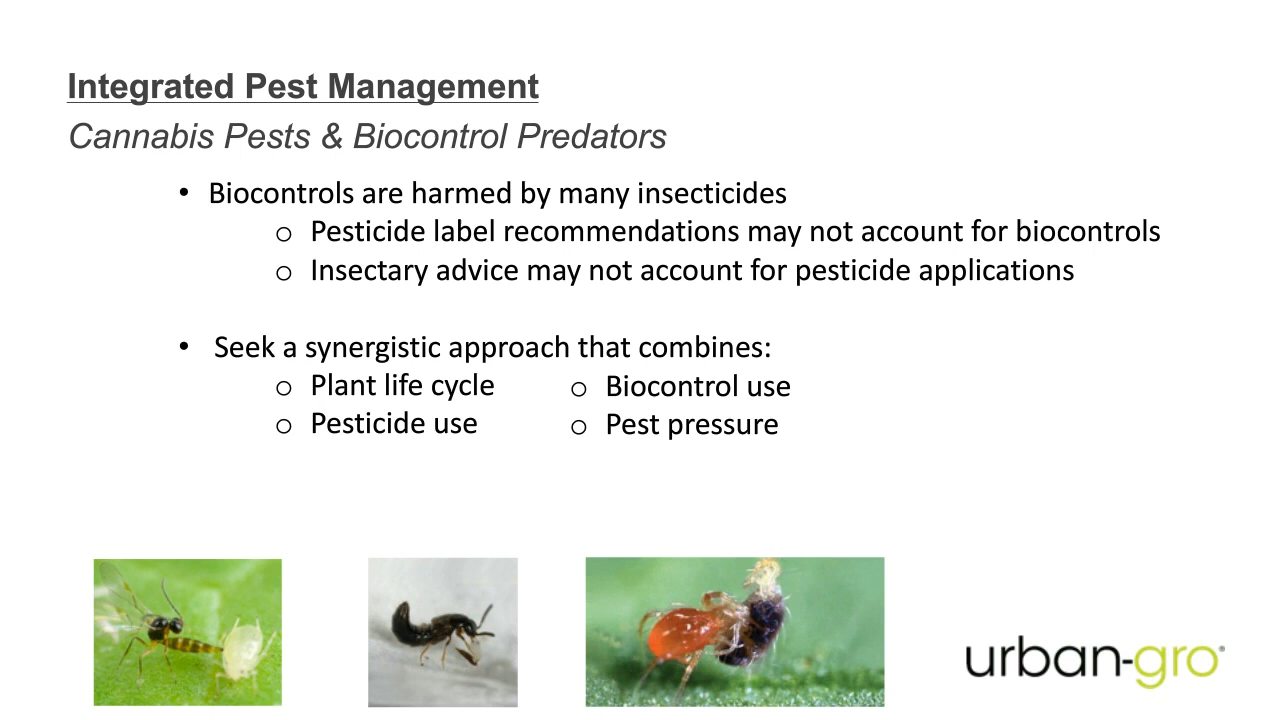 Integrated Pest Management
Cannabis Pests & Biocontrol Predators
• Biocontrols are harmed by many insecticides
o Pesticide label recommendations may not account for biocontrols
o Insectary advice may not account for pesticide applications
• Seek a synergistic approach that combines:
o Plant life cycle o Biocontrol use
o Pesticide use o Pest pressure
urban-gro®